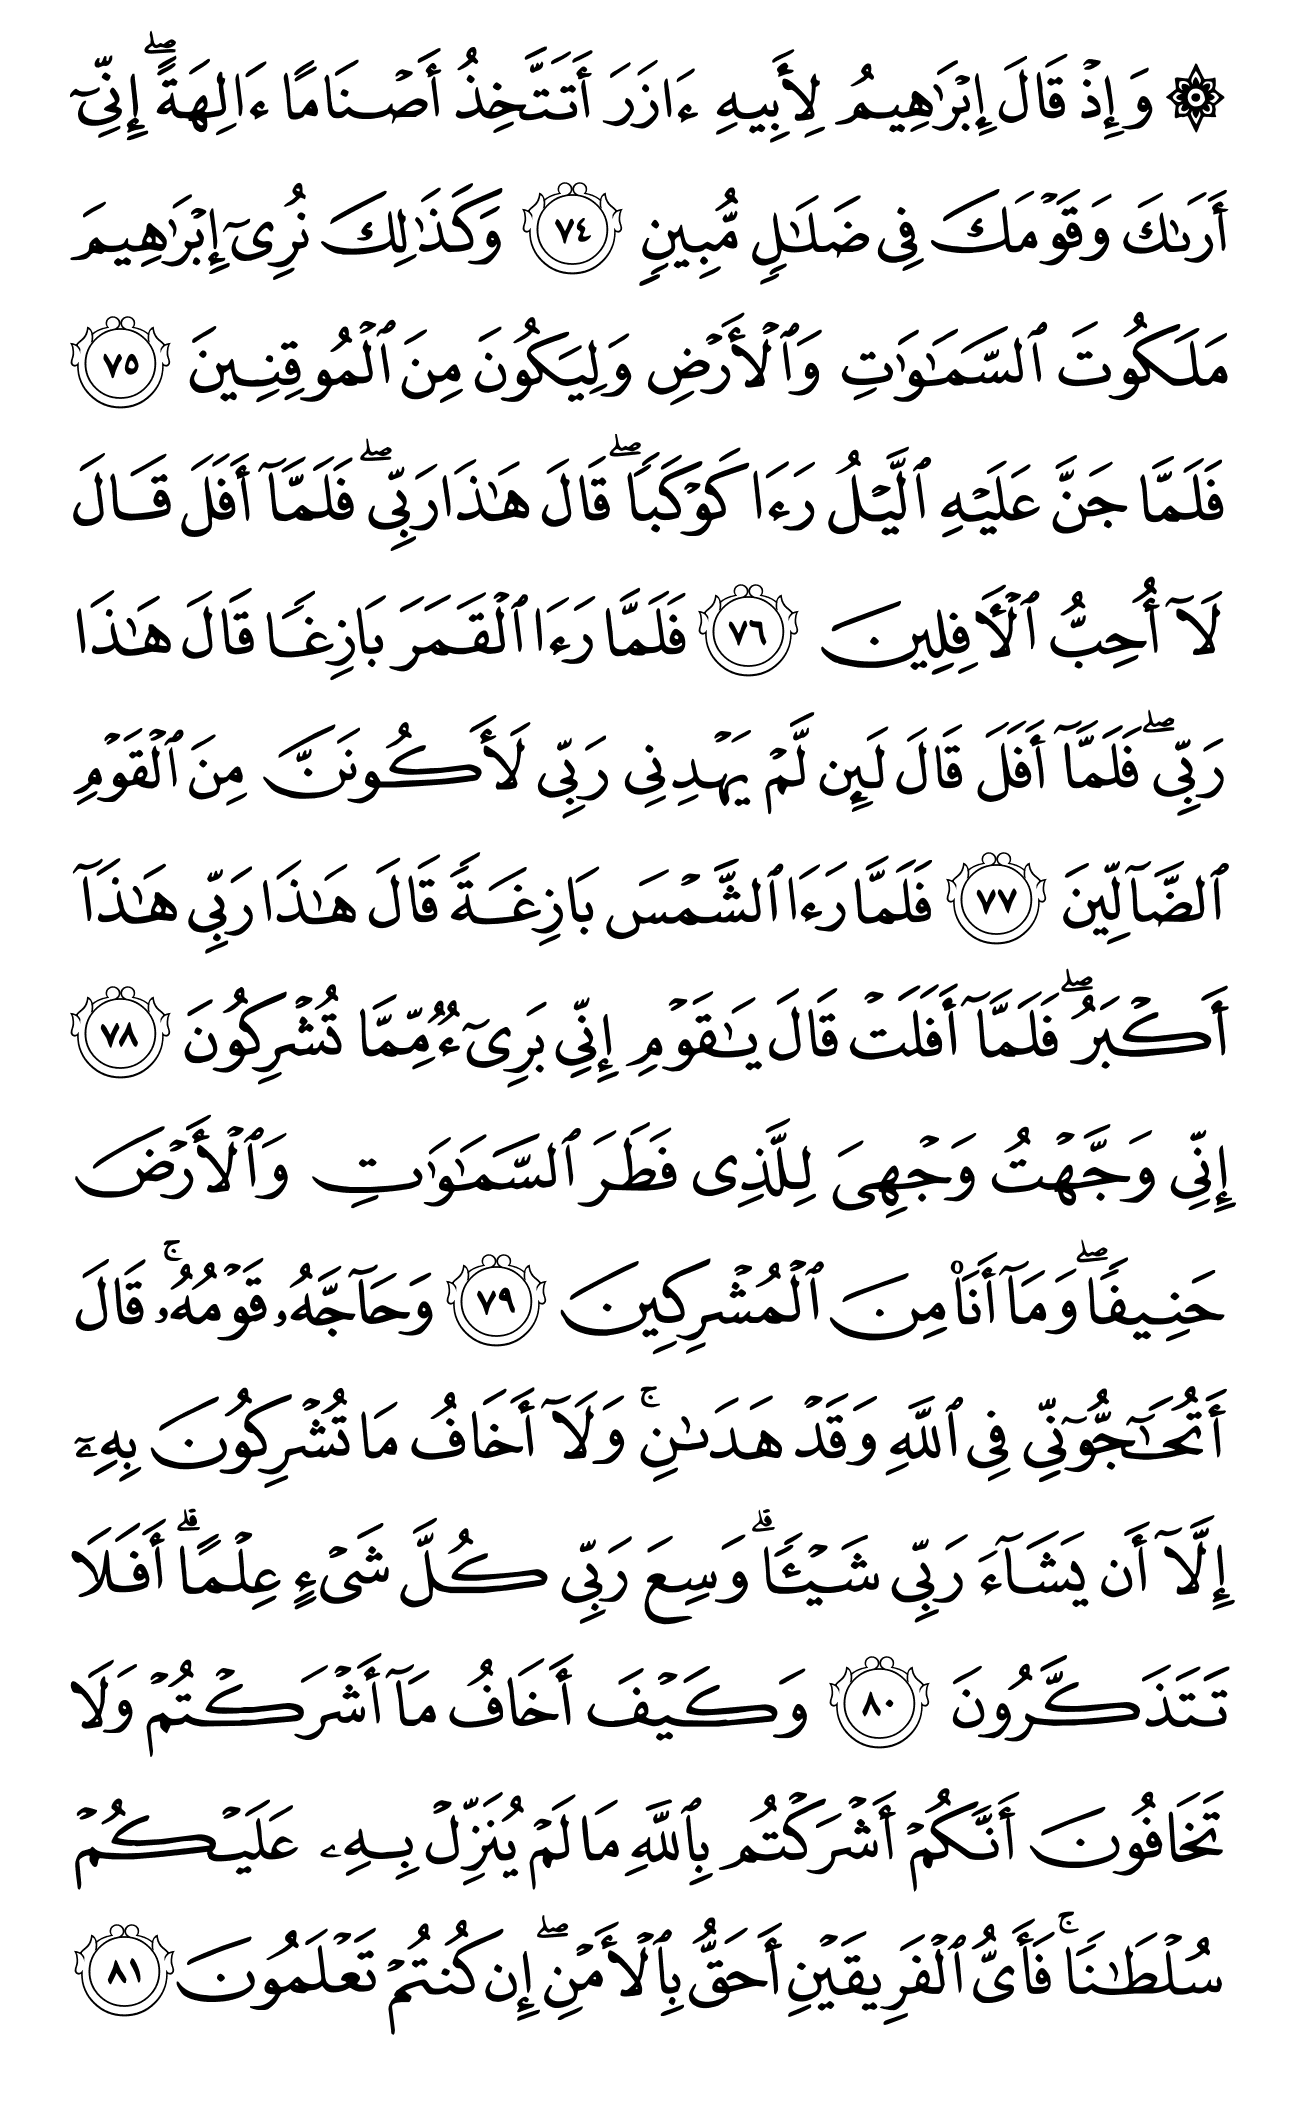 ۞ وَإِذۡ قَالَ إِبۡرَٰهِيمُ لِأَبِيهِ ءَازَرَ أَتَتَّخِذُ أَصۡنَامًا ءَالِهَةً إِنِّيٓ
أَرَىٰكَ وَقَوۡمَكَ فِي ضَلَٰلٖ مُّبِينٖ ٧٤ وَكَذَٰلِكَ نُرِيٓ إِبۡرَٰهِيمَ
مَلَكُوتَ ٱلسَّمَٰوَٰتِ وَٱلۡأَرۡضِ وَلِيَكُونَ مِنَ ٱلۡمُوقِنِينَ ٧٥
فَلَمَّا جَنَّ عَلَيۡهِ ٱلَّيۡلُ رَءَا كَوۡكَبٗاۖ قَالَ هَٰذَا رَبِّيۖ فَلَمَّآ أَفَلَ قَالَ
لَآ أُحِبُّ ٱلۡأٓفِلِينَ ٧٦ فَلَمَّا رَءَا ٱلۡقَمَرَ بَازِغٗا قَالَ هَٰذَا
رَبِّيۖ فَلَمَّآ أَفَلَ قَالَ لَئِن لَّمۡ يَهۡدِنِي رَبِّي لَأَكُونَنَّ مِنَ ٱلۡقَوۡمِ
ٱلضَّآلِّينَ ٧٧ فَلَمَّا رَءَا ٱلشَّمۡسَ بَازِغَةٗ قَالَ هَٰذَا رَبِّي هَٰذَآ
أَكۡبَرُۖ فَلَمَّآ أَفَلَتۡ قَالَ يَٰقَوۡمِ إِنِّي بَرِيٓءٞ مِّمَّا تُشۡرِكُونَ ٧٨
إِنِّي وَجَّهۡتُ وَجۡهِيَ لِلَّذِي فَطَرَ ٱلسَّمَٰوَٰتِ وَٱلۡأَرۡضَ
حَنِيفٗاۖ وَمَآ أَنَا۠ مِنَ ٱلۡمُشۡرِكِينَ ٧٩ وَحَآجَّهُۥ قَوۡمُهُۥۚ قَالَ
أَتُحَٰٓجُّوٓنِّي فِي ٱللَّهِ وَقَدۡ هَدَىٰنِۚ وَلَآ أَخَافُ مَا تُشۡرِكُونَ بِهِۦٓ
إِلَّآ أَن يَشَآءَ رَبِّي شَيۡـٔٗاۗ وَسِعَ رَبِّي كُلَّ شَيۡءٍ عِلۡمًاۗ أَفَلَا
تَتَذَكَّرُونَ ٨٠ وَكَيۡفَ أَخَافُ مَآ أَشۡرَكۡتُمۡ وَلَا
تَخَافُونَ أَنَّكُمۡ أَشۡرَكۡتُم بِٱللَّهِ مَا لَمۡ يُنَزِّلۡ بِهِۦ عَلَيۡكُمۡ
سُلۡطَٰنٗاۚ فَأَيُّ ٱلۡفَرِيقَيۡنِ أَحَقُّ بِٱلۡأَمۡنِۖ إِن كُنتُمۡ تَعۡلَمُونَ ٨١